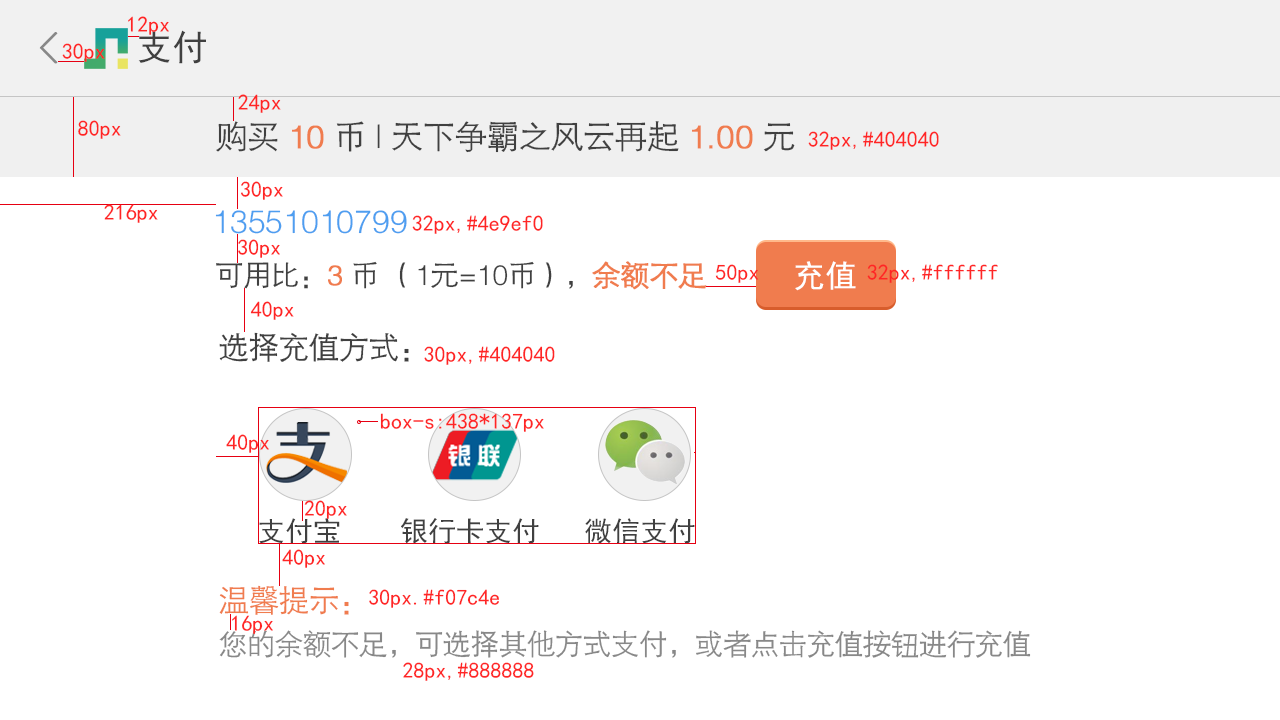 12px
30px 支付
24px
80px
购买 10 币 | 天下争霸之风云再起 1.00 元 32px,#404040
30px
216px
13551010799 32px,#4e9ef0
30px
可用比：3 币 （ 1元=10币 ），余额不足 50px 充值 32px,#ffffff
40px
选择充值方式：30px,#404040
box-s:438*137px
40px 支 银联
20px
支付宝 银行卡支付 微信支付
40px
温馨提示：30px.#f07c4e
16px
您的余额不足，可选择其他方式支付，或者点击充值按钮进行充值
28px,#888888